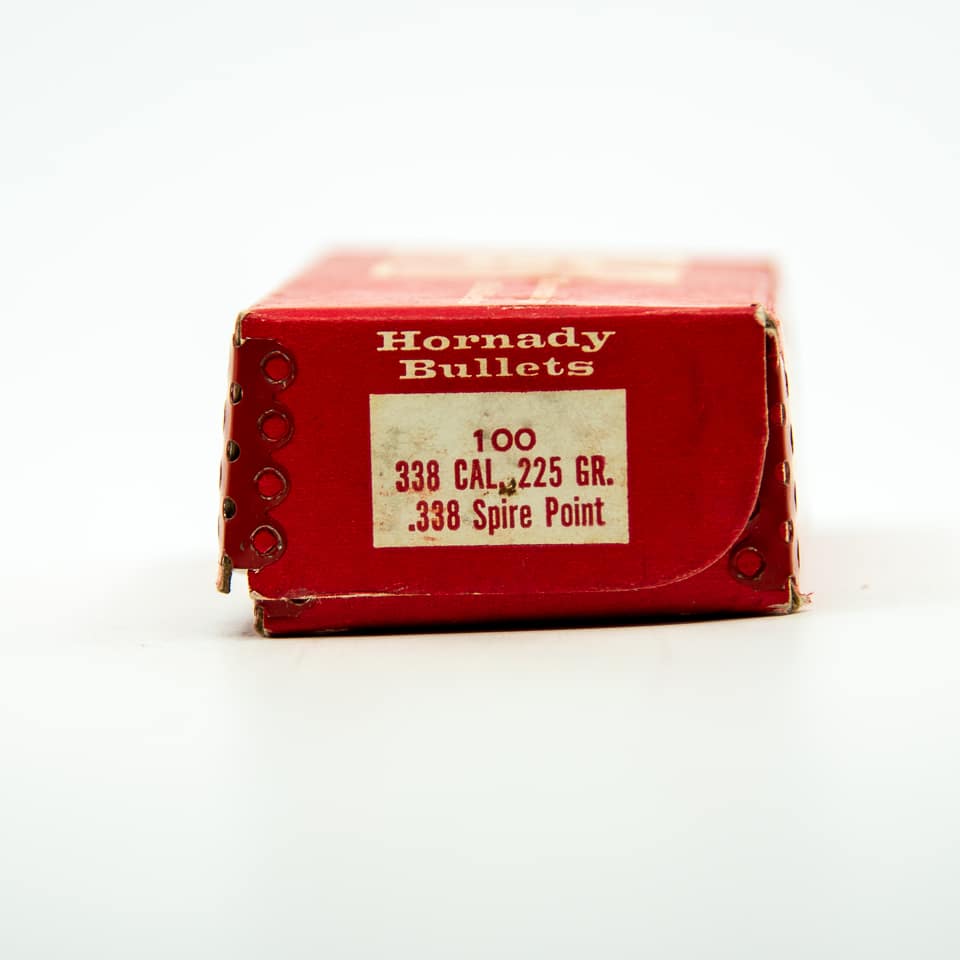 Hornady
Bullets
100
338 CAL. 225 GR.
.338 Spire Point